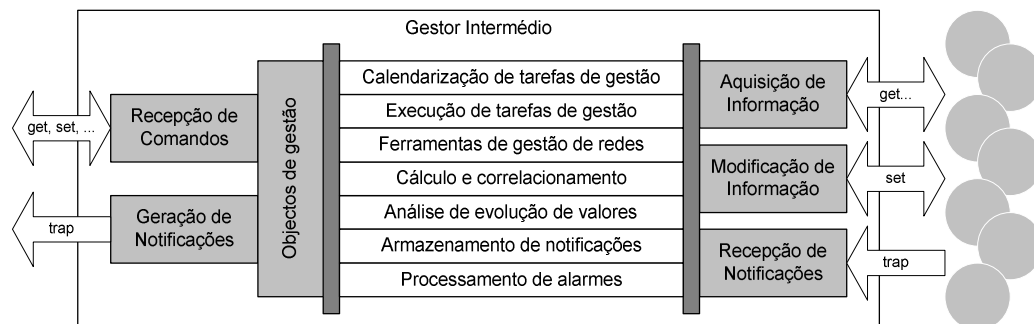 Gestor Intermédio
get, set, ...
trap
Recepção de
Comandos
Geração de
Notificações
Objectos de gestão
Calendarização de tarefas de gestão
Execução de tarefas de gestão
Ferramentas de gestão de redes
Cálculo e correlacionamento
Análise de evolução de valores
Armazenamento de notificações
Processamento de alarmes
Aquisição de
Informação
Modificação de
Informação
Recepção de
Notificações
get...
set
trap